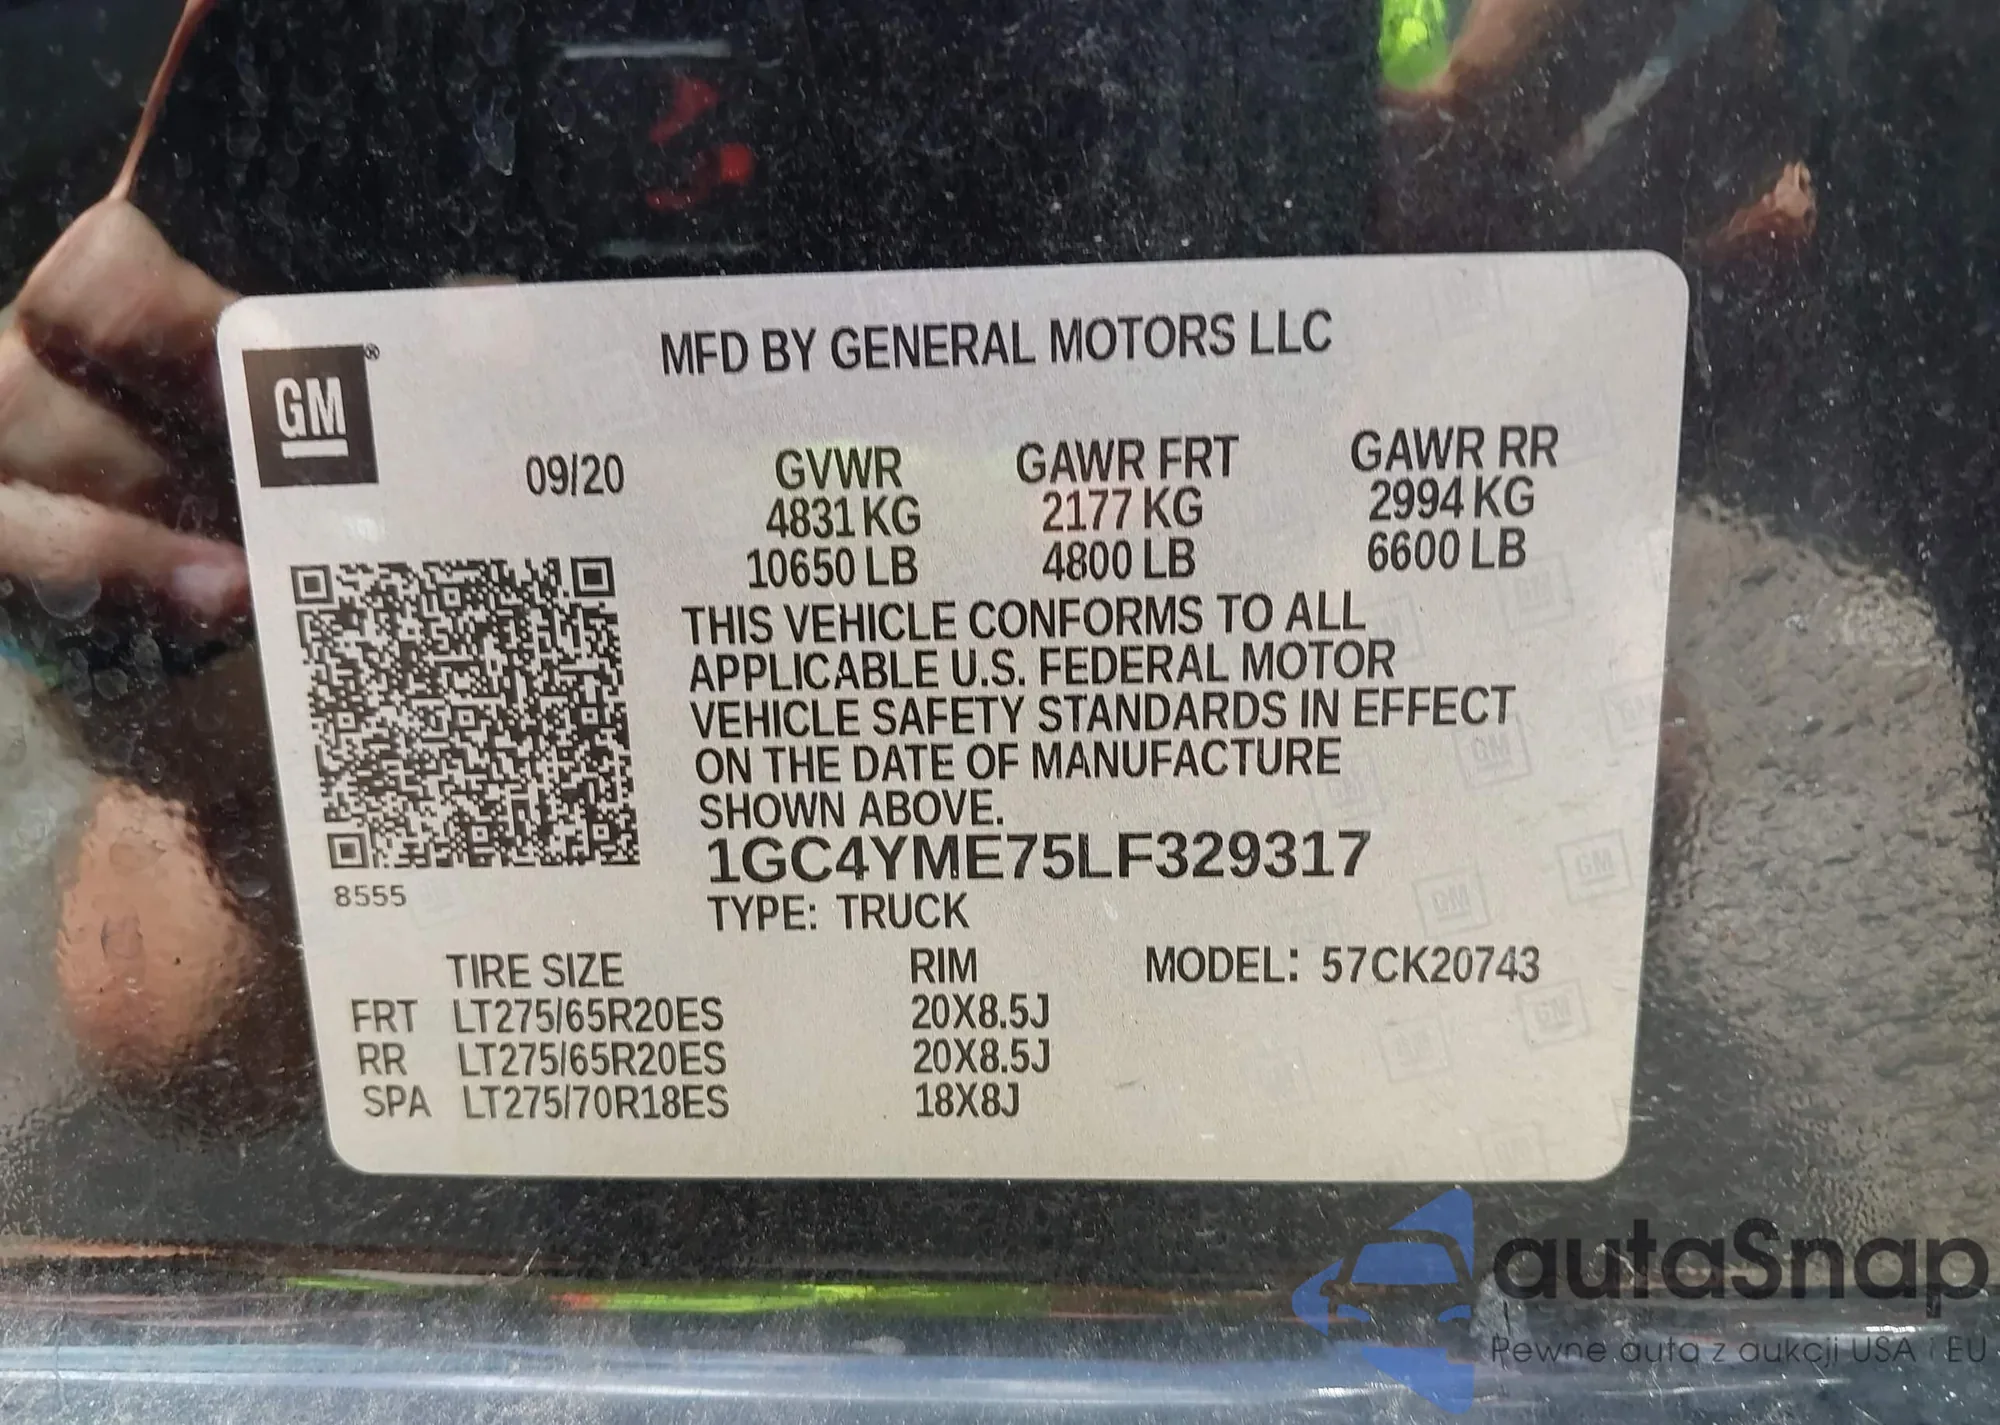 MFD BY GENERAL MOTORS LLC
GM®
09/20 GVWR GAWR FRT GAWR RR
4831 KG 2177 KG 2994 KG
10650 LB 4800 LB 6600 LB
THIS VEHICLE CONFORMS TO ALL
APPLICABLE U.S. FEDERAL MOTOR
VEHICLE SAFETY STANDARDS IN EFFECT
ON THE DATE OF MANUFACTURE
SHOWN ABOVE.
1GC4YME75LF329317
8555
TYPE: TRUCK
TIRE SIZE RIM MODEL: 57CK20743
FRT LT275/65R20ES 20X8.5J
RR LT275/65R20ES 20X8.5J
SPA LT275/70R18ES 18X8J
autaSnap
Pewne auta z aukcji USA i EU